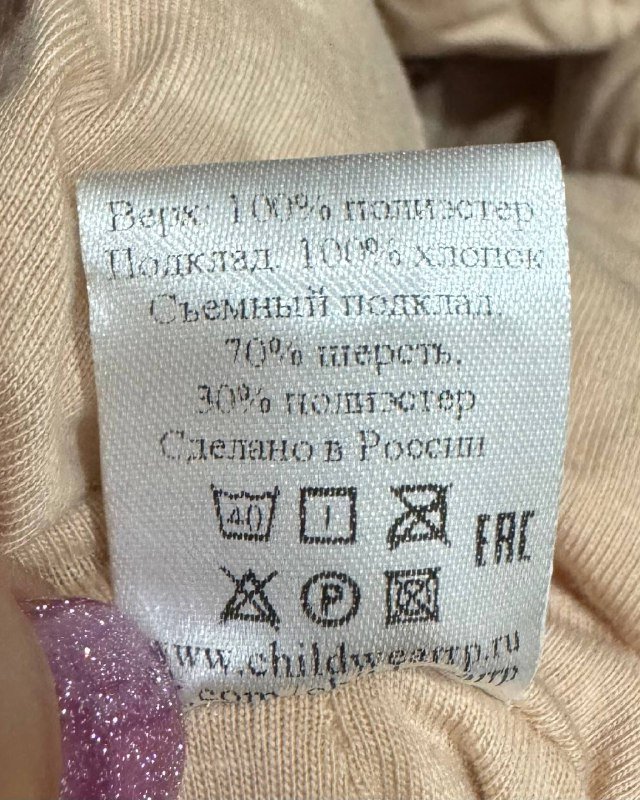 Верх: 100% полиэстер
Подклад. 100% хлопок
Съемный подклад.
70% шерсть.
30% полиэстер
Сделано в России
40
EAC
P
www.childwearrp.ru